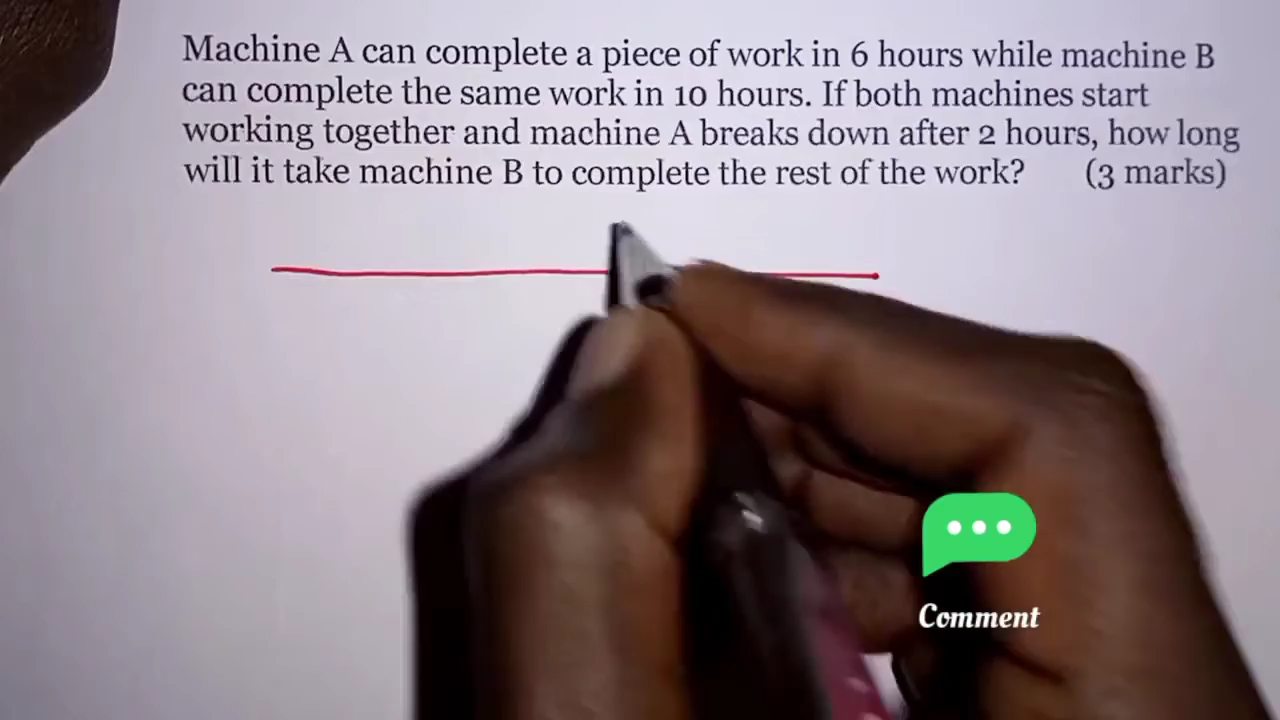 Machine A can complete a piece of work in 6 hours while machine B
can complete the same work in 10 hours. If both machines start
working together and machine A breaks down after 2 hours, how long
will it take machine B to complete the rest of the work? (3 marks)
Comment